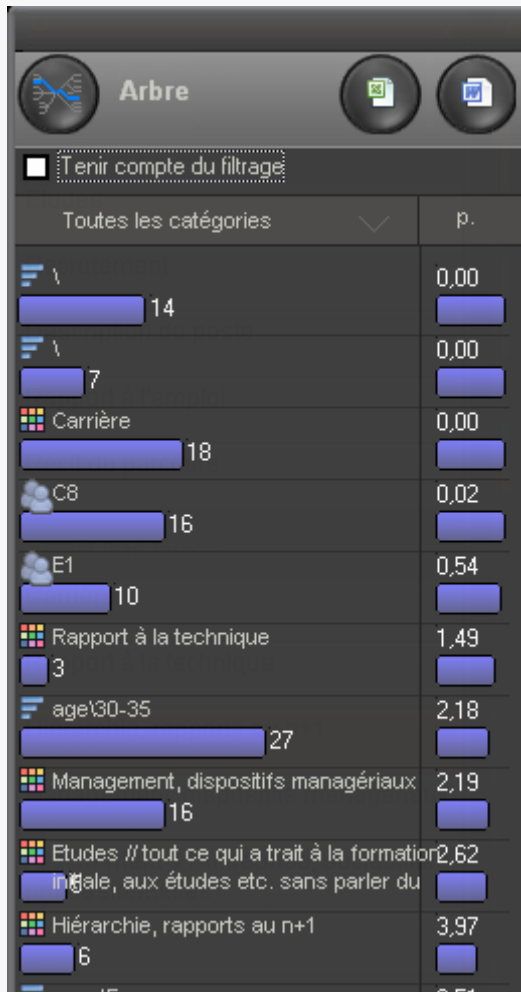 Arbre
Tenir compte du filtrage
Toutes les catégories p.
\ 0,00
14
\ 0,00
7
Carrière 0,00
18
C8 0,02
16
E1 0,54
10
Rapport à la technique 1,49
3
age\30-35 2,18
27
Management, dispositifs managériaux 2,19
16
Etudes // tout ce qui a trait à la formation 2,62
aux études etc. sans parler du
Hiérarchie, rapports au n+1 3,97
6